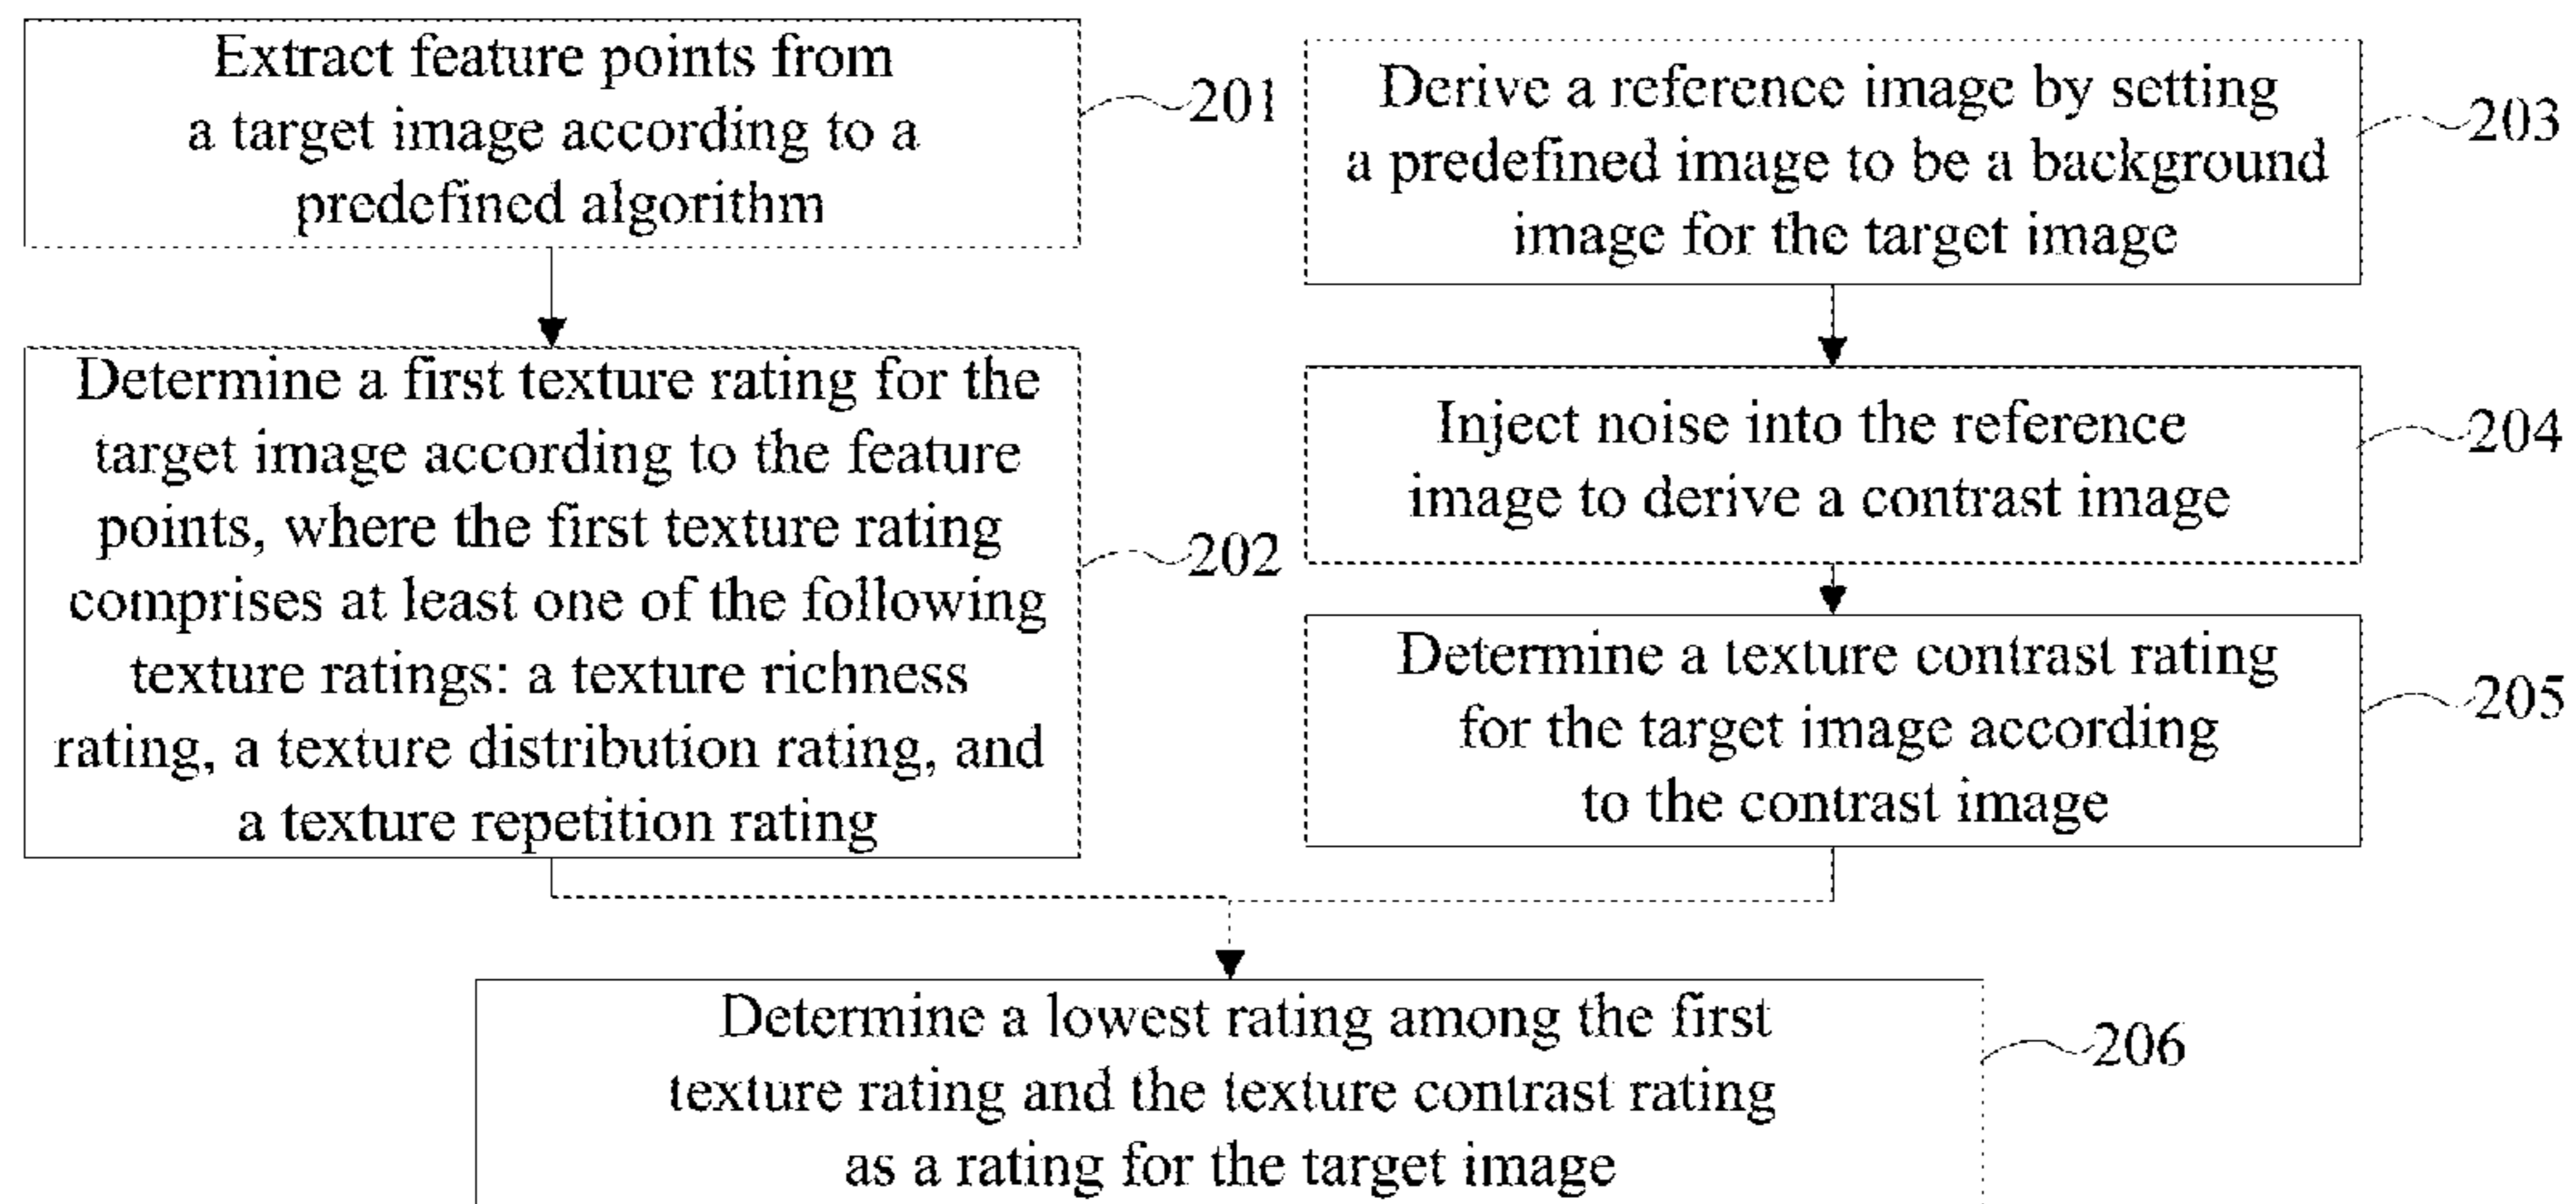 Extract feature points from
a target image according to a
predefined algorithm
201
Determine a first texture rating for the
target image according to the feature
points, where the first texture rating
comprises at least one of the following
texture ratings: a texture richness
rating, a texture distribution rating, and
a texture repetition rating
202
Derive a reference image by setting
a predefined image to be a background
image for the target image
203
Inject noise into the reference
image to derive a contrast image
204
Determine a texture contrast rating
for the target image according
to the contrast image
205
Determine a lowest rating among the first
texture rating and the texture contrast rating
as a rating for the target image
206